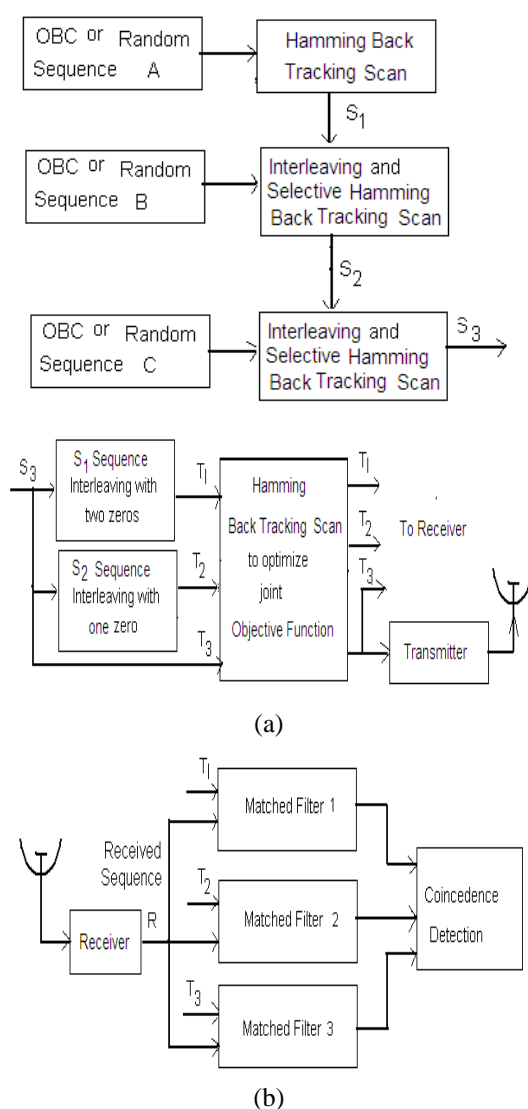 OBC or Random
Sequence A
Hamming Back
Tracking Scan
S1
OBC or Random
Sequence B
Interleaving and
Selective Hamming
Back Tracking Scan
S2
OBC or Random
Sequence C
Interleaving and
Selective Hamming
Back Tracking Scan
S3
S3
S1 Sequence
Interleaving with
two zeros
T1
S2 Sequence
Interleaving with
one zero
T2
T3
Hamming
Back Tracking Scan
to optimize
joint
Objective Function
T1
T2
T3
To Receiver
Transmitter
(a)
Received
Sequence
Receiver
R
T1
Matched Filter 1
T2
Matched Filter 2
T3
Matched Filter 3
Coincedence
Detection
(b)